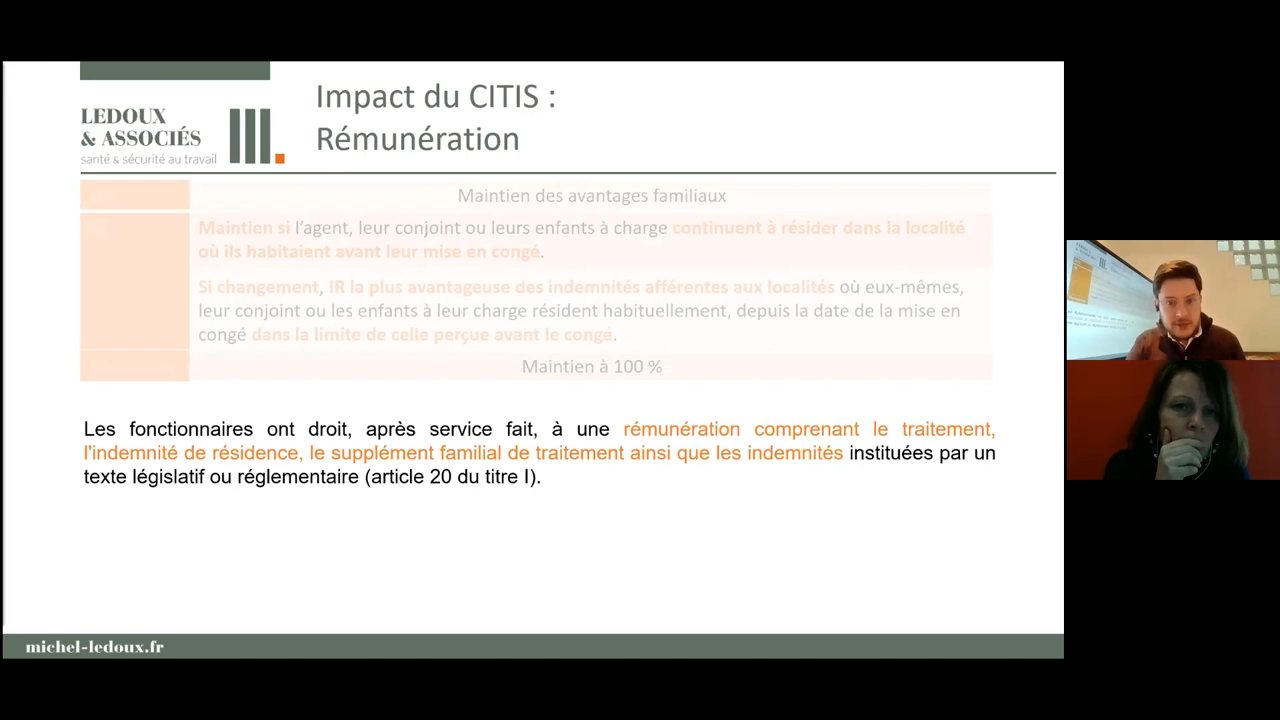 Impact du CITIS :
Rémunération
LEDOUX
& ASSOCIÉS
santé & sécurité au travail
Maintien des avantages familiaux
Maintien si l'agent, leur conjoint ou leurs enfants à charge continuent à résider dans la localité
où ils habitaient avant leur mise en congé.
Si changement, IR la plus avantageuse des indemnités afférentes aux localités où eux-mêmes,
leur conjoint ou les enfants à leur charge résident habituellement, depuis la date de la mise en
congé dans la limite de celle perçue avant le congé.
Maintien à 100 %
Les fonctionnaires ont droit, après service fait, à une rémunération comprenant le traitement,
l'indemnité de résidence, le supplément familial de traitement ainsi que les indemnités instituées par un
texte législatif ou réglementaire (article 20 du titre I).
michel-ledoux.fr